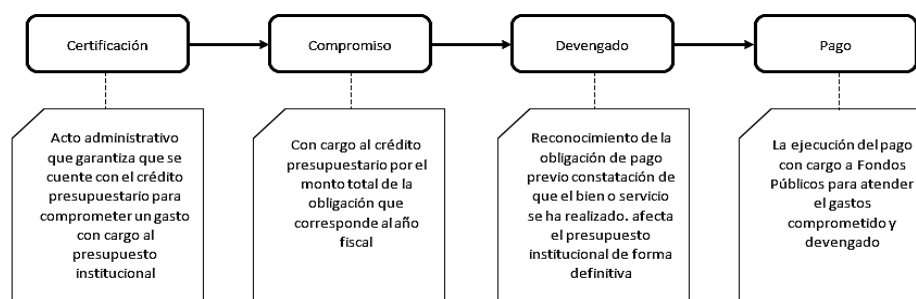 Certificación
Compromiso
Devengado
Pago
Acto administrativo
que garantiza que se
cuente con el crédito
presupuestario para
comprometer un gasto
con cargo al
presupuesto
institucional
Con cargo al crédito
presupuestario por el
monto total de la
obligación que
corresponde al año
fiscal
Reconocimiento de la
obligación de pago
previo constatación de
que el bien o servicio
se ha realizado. afecta
el presupuesto
institucional de forma
definitiva
La ejecución del pago
con cargo a Fondos
Públicos para atender
el gastos
comprometido y
devengado